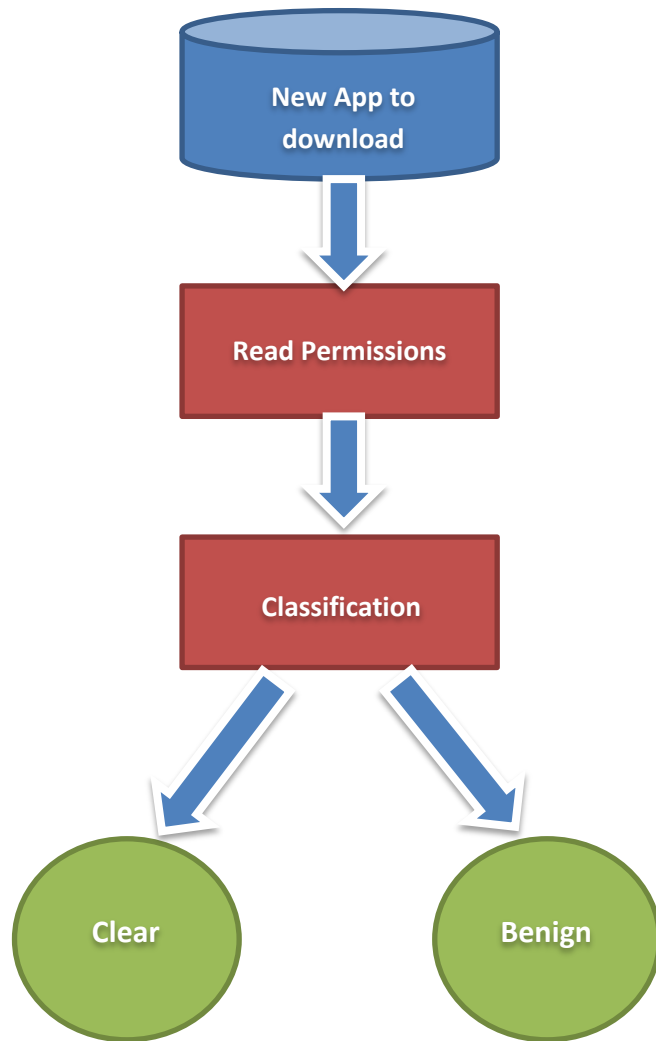 New App to
download
Read Permissions
Classification
Clear
Benign